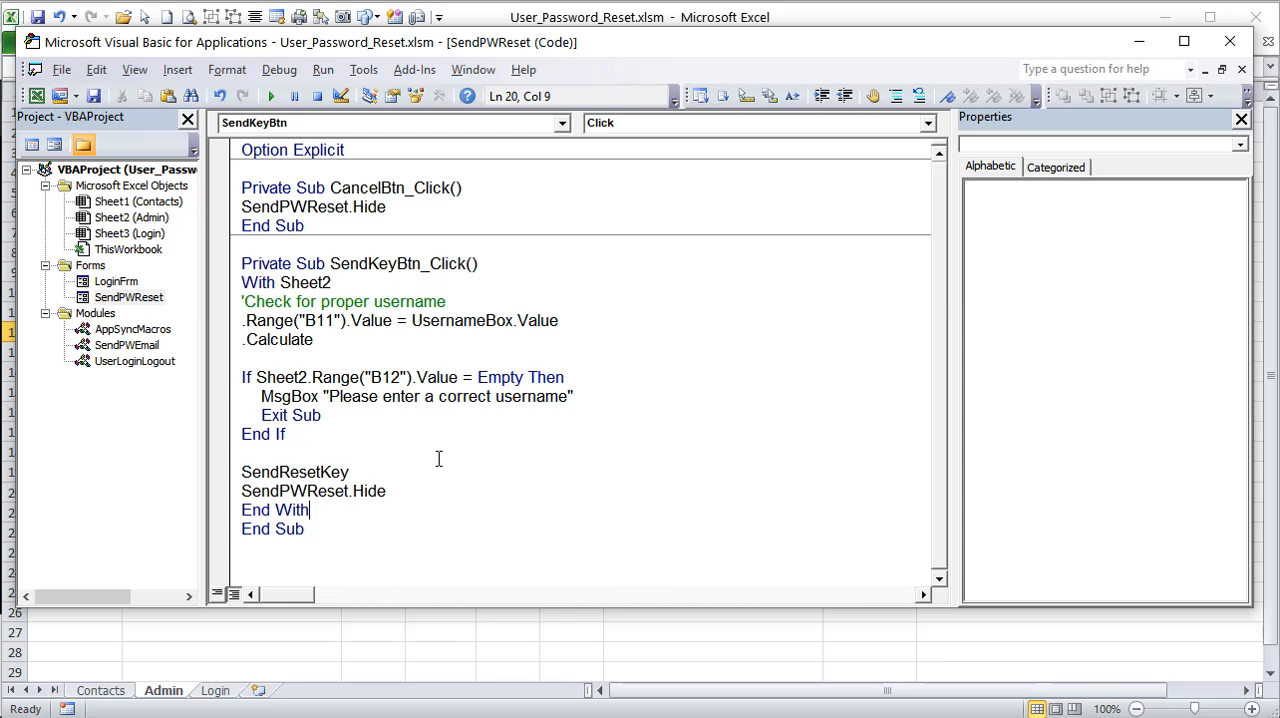 User_Password_Reset.xlsm - Microsoft Excel
Microsoft Visual Basic for Applications - User_Password_Reset.xlsm - [SendPWReset (Code)]
File Edit View Insert Format Debug Run Tools Add-Ins Window Help
Type a question for help
Ln 20, Col 9
Project - VBAProject
SendKeyBtn
Click
Properties
Alphabetic Categorized
VBAProject (User_Passw
Microsoft Excel Objects
Sheet1 (Contacts)
Sheet2 (Admin)
Sheet3 (Login)
ThisWorkbook
Forms
LoginFrm
SendPWReset
Modules
AppSyncMacros
SendPWEmail
UserLoginLogout
Option Explicit
Private Sub CancelBtn_Click()
SendPWReset.Hide
End Sub
Private Sub SendKeyBtn_Click()
With Sheet2
'Check for proper username
.Range("B11").Value = UsernameBox.Value
.Calculate
If Sheet2.Range("B12").Value = Empty Then
MsgBox "Please enter a correct username"
Exit Sub
End If
SendResetKey
SendPWReset.Hide
End With
End Sub
26
27
28
29
Contacts Admin Login
Ready
100%